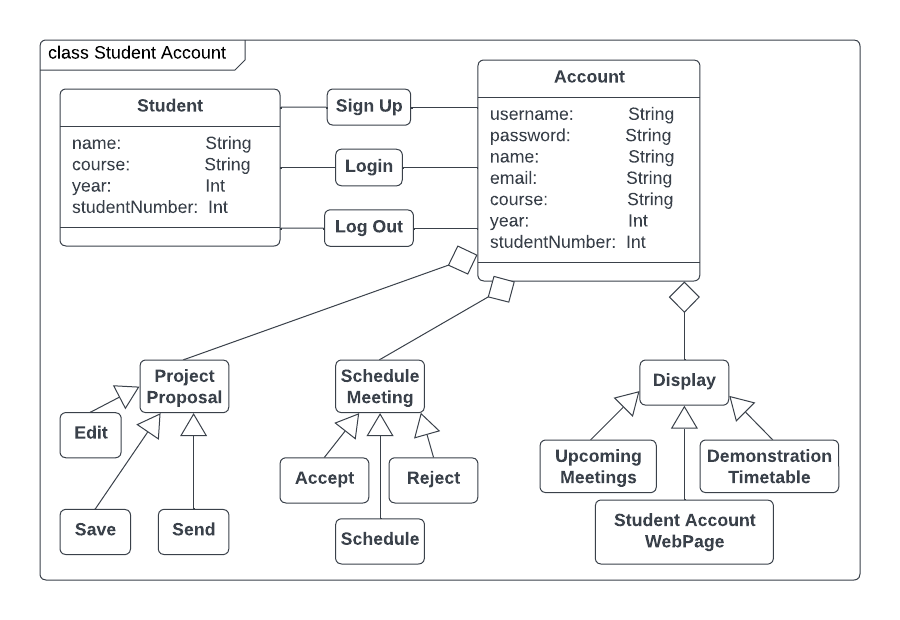 class Student Account
Student
name: String
course: String
year: Int
studentNumber: Int
Sign Up
Login
Log Out
Account
username: String
password: String
name: String
email: String
course: String
year: Int
studentNumber: Int
Project
Proposal
Edit
Save
Send
Schedule
Meeting
Accept
Reject
Schedule
Display
Upcoming
Meetings
Demonstration
Timetable
Student Account
WebPage